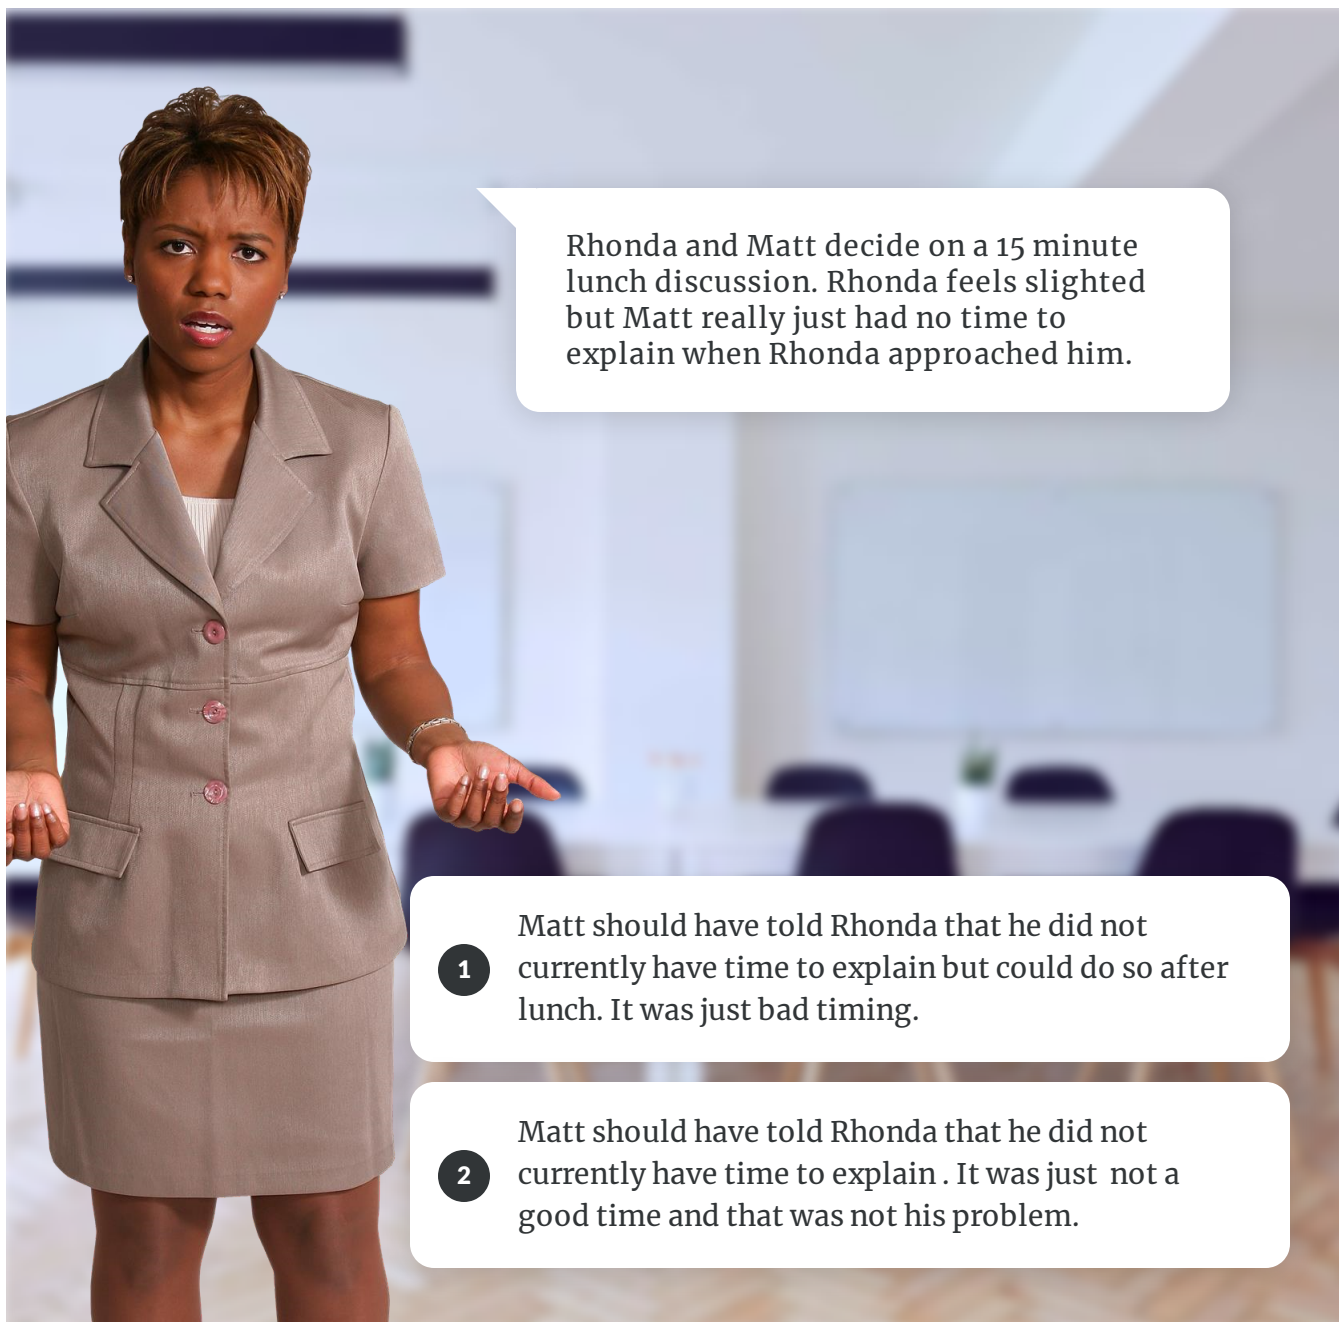 Rhonda and Matt decide on a 15 minute
lunch discussion. Rhonda feels slighted
but Matt really just had no time to
explain when Rhonda approached him.
1
Matt should have told Rhonda that he did not
currently have time to explain but could do so after
lunch. It was just bad timing.
2
Matt should have told Rhonda that he did not
currently have time to explain . It was just  not a
good time and that was not his problem.